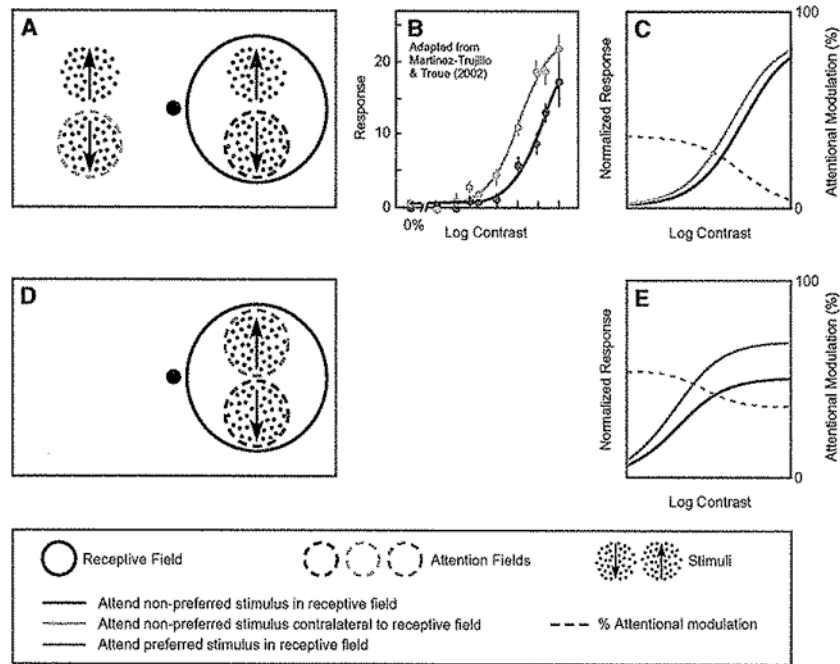 A
B
C
Adapted from
Martinez-Trujillo
& Treue (2002)
Response
20
10
0
0%
Log Contrast
Normalized Response
Log Contrast
100
0
Attentional Modulation (%)
D
E
Normalized Response
Log Contrast
100
0
Attentional Modulation (%)
Receptive Field
Attention Fields
Stimuli
Attend non-preferred stimulus in receptive field
Attend non-preferred stimulus contralateral to receptive field
Attend preferred stimulus in receptive field
% Attentional modulation